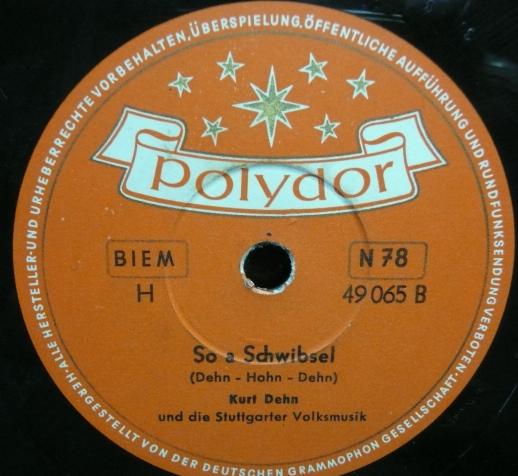 ALLE HERSTELLER-UND URHEBERRECHTE VORBEHALTEN, ÜBERSPIELUNG, ÖFFENTLICHE AUFFÜHRUNG UND RUNDFUNKSENDUNG VERBOTEN
polydor
BIEM
N 78
H
49 065 B
So a Schwibsel
(Dehn - Hohn - Dehn)
Kurt Dehn
und die Stuttgarter Volksmusik
HERGESTELLT VON DER DEUTSCHEN GRAMMOPHON GESELLSCHAFT